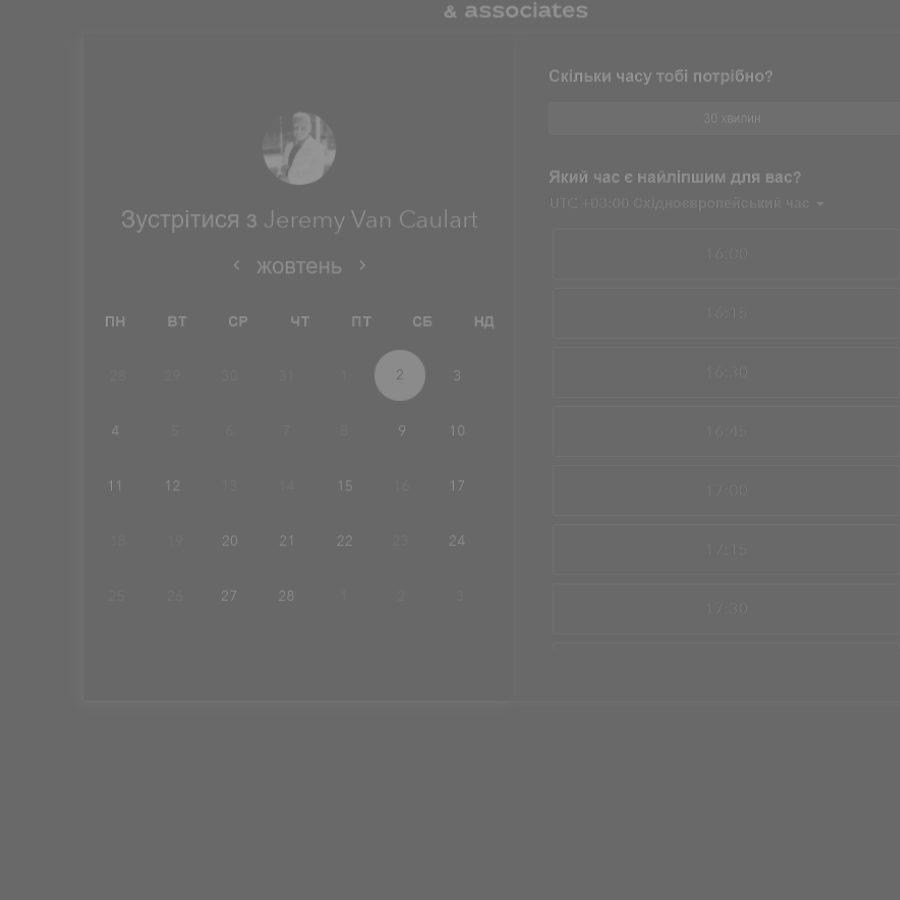 & associates
Зустрітися з Jeremy Van Caulart
жовтень
ПН ВТ СР ЧТ ПТ СБ НД
28 29 30 31 1 2 3
4 5 6 7 8 9 10
11 12 13 14 15 16 17
18 19 20 21 22 23 24
25 26 27 28 1 2 3
Скільки часу тобі потрібно?
30 хвилин
Який час є найліпшим для вас?
UTC +03:00 Східноєвропейський час
16:00
16:15
16:30
16:45
17:00
17:15
17:30